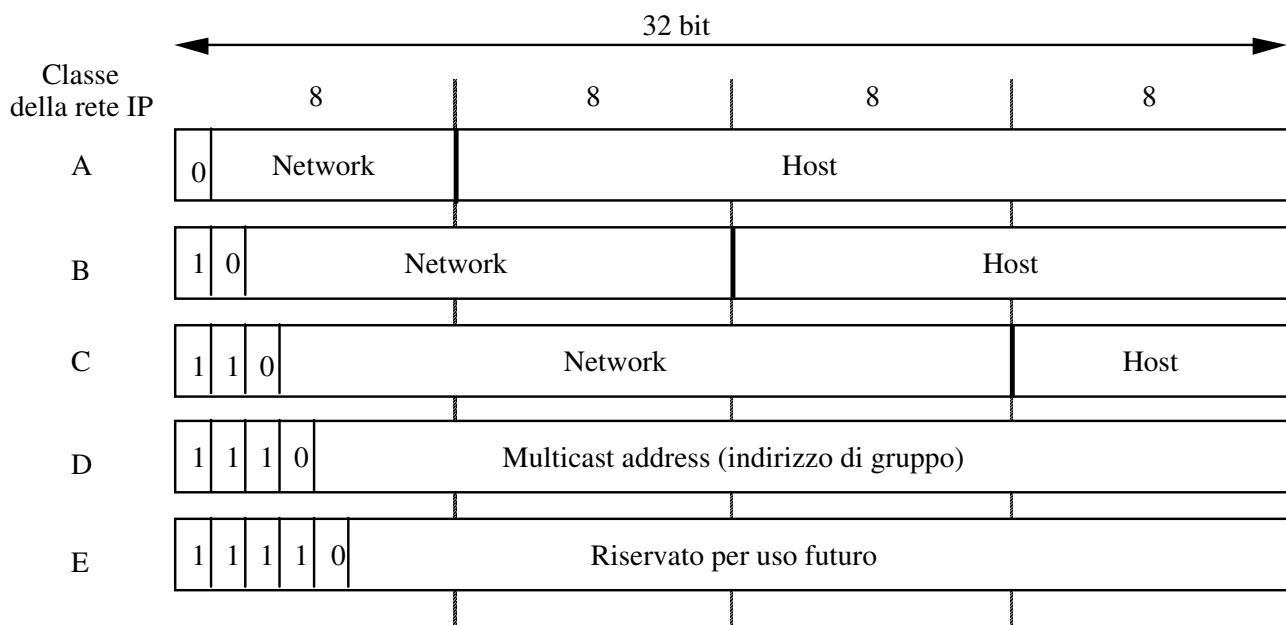 32 bit
Classe
della rete IP
8 8 8 8
A 0 Network Host
B 1 0 Network Host
C 1 1 0 Network Host
D 1 1 1 0 Multicast address (indirizzo di gruppo)
E 1 1 1 1 0 Riservato per uso futuro